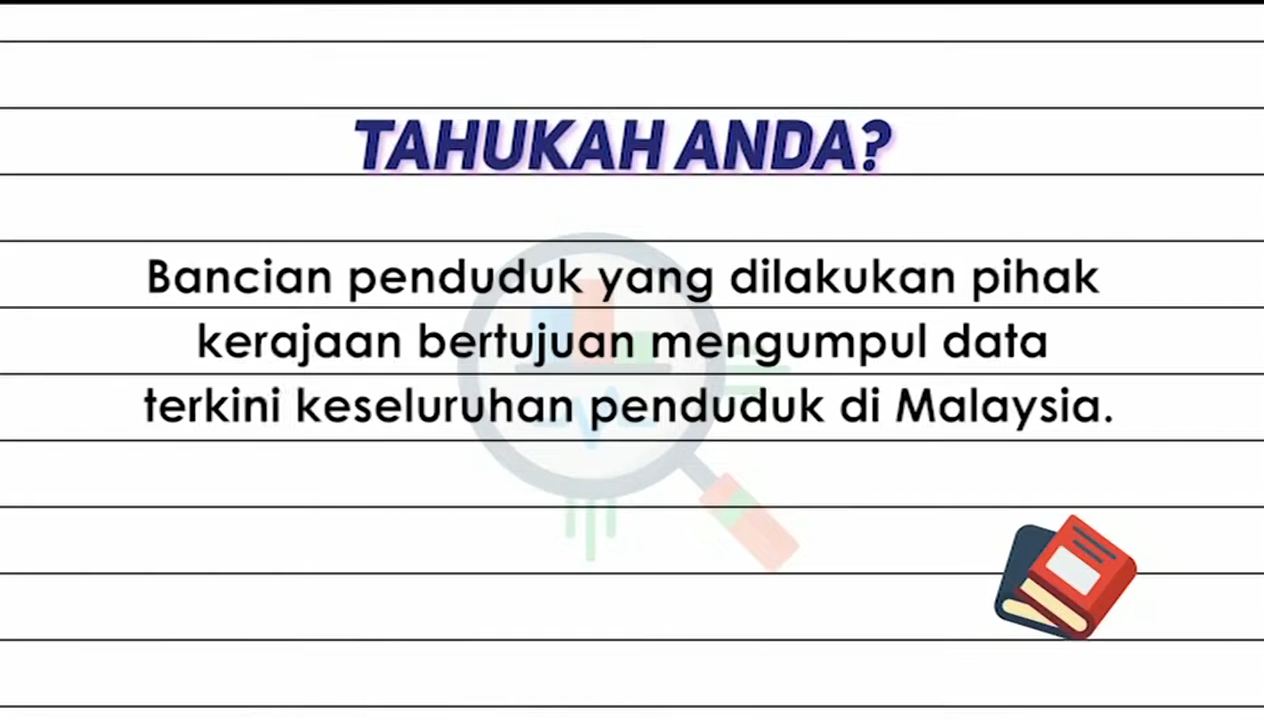 TAHUKAH ANDA?
Bancian penduduk yang dilakukan pihak
kerajaan bertujuan mengumpul data
terkini keseluruhan penduduk di Malaysia.